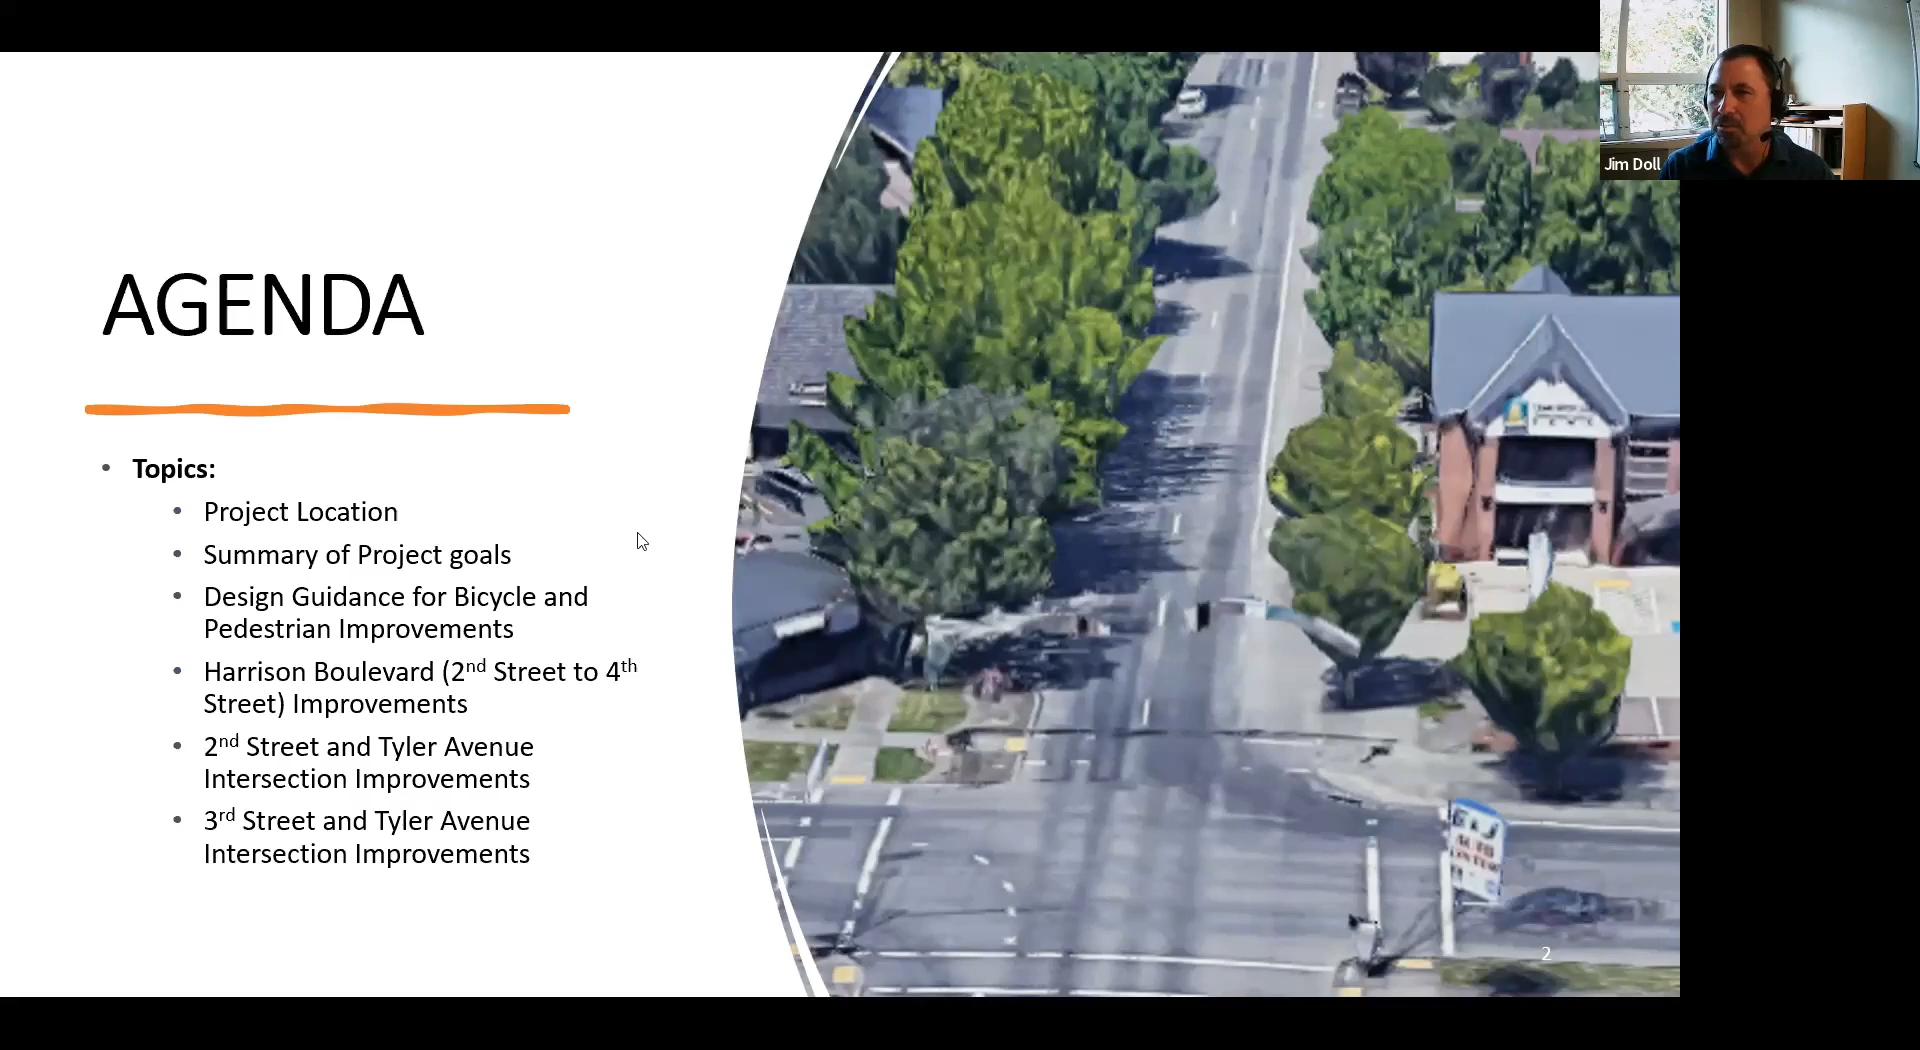 Jim Doll
AGENDA
• Topics:
• Project Location
• Summary of Project goals
• Design Guidance for Bicycle and
Pedestrian Improvements
• Harrison Boulevard (2nd Street to 4th
Street) Improvements
• 2nd Street and Tyler Avenue
Intersection Improvements
• 3rd Street and Tyler Avenue
Intersection Improvements
AUTO
2